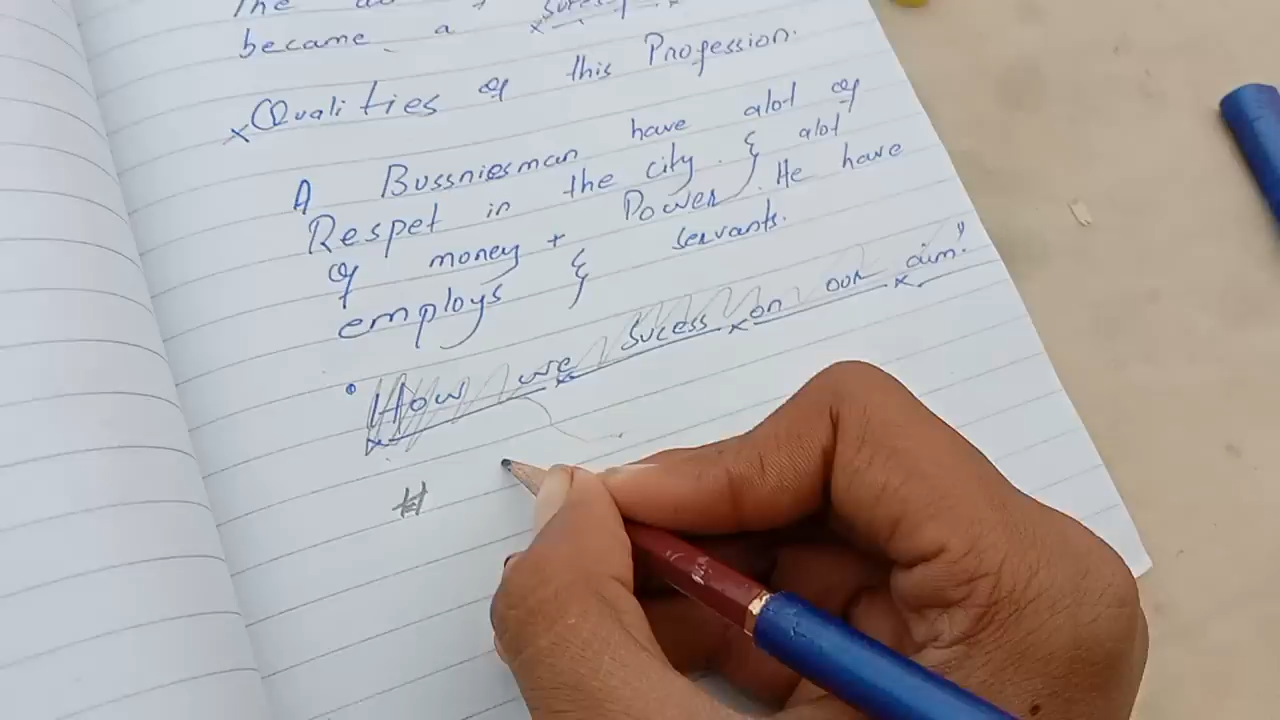 The
became a
Qualities of this Profession.
A Bussniesman have alot of
Respet in the city. & alot
of money + Power. He have
employs & servants.
• How we Sucess on our aim"
H